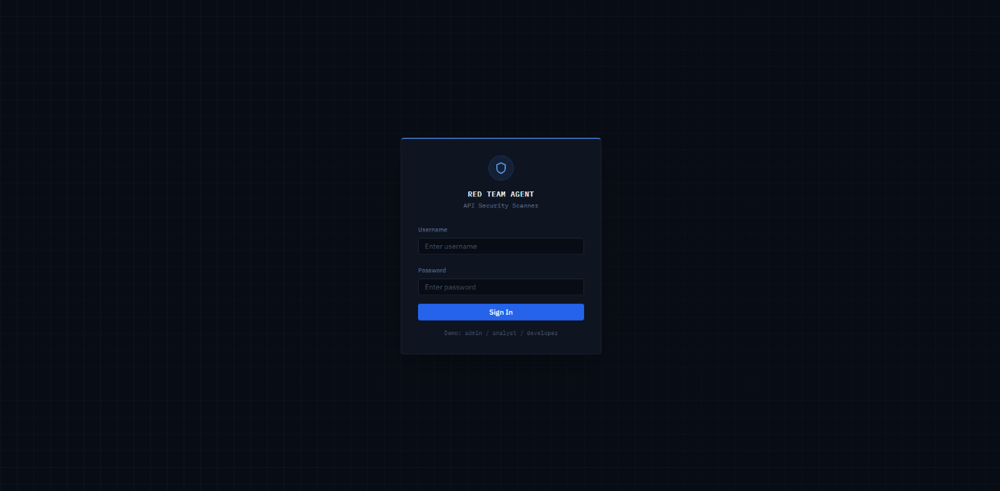 RED TEAM AGENT
API Security Scanner
Username
Enter username
Password
Enter password
Sign In
Demo: admin / analyst / developer